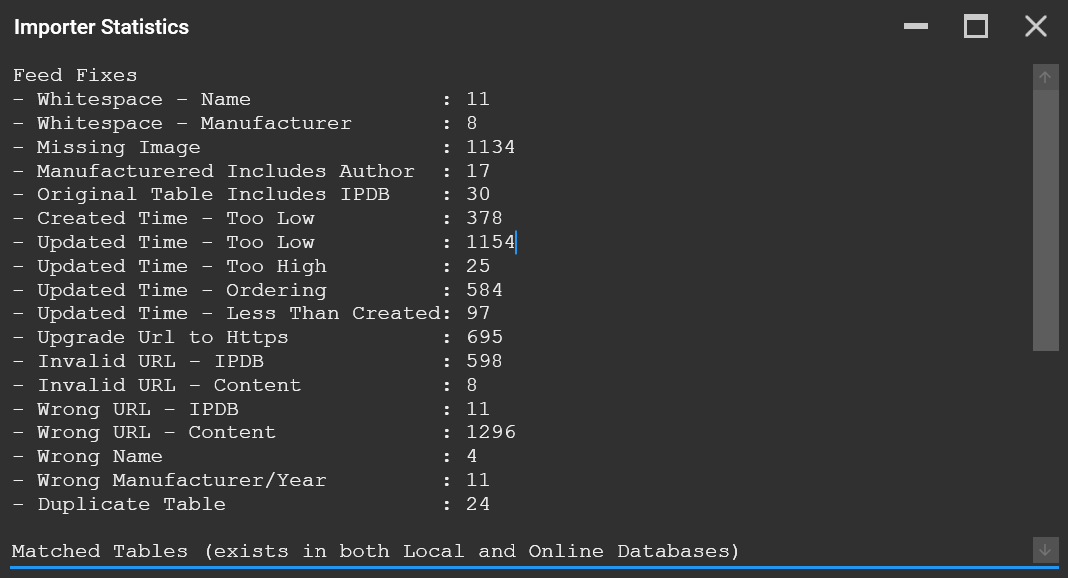 Importer Statistics
Feed Fixes
- Whitespace - Name : 11
- Whitespace - Manufacturer : 8
- Missing Image : 1134
- Manufacturered Includes Author : 17
- Original Table Includes IPDB : 30
- Created Time - Too Low : 378
- Updated Time - Too Low : 1154
- Updated Time - Too High : 25
- Updated Time - Ordering : 584
- Updated Time - Less Than Created: 97
- Upgrade Url to Https : 695
- Invalid URL - IPDB : 598
- Invalid URL - Content : 8
- Wrong URL - IPDB : 11
- Wrong URL - Content : 1296
- Wrong Name : 4
- Wrong Manufacturer/Year : 11
- Duplicate Table : 24
Matched Tables (exists in both Local and Online Databases)